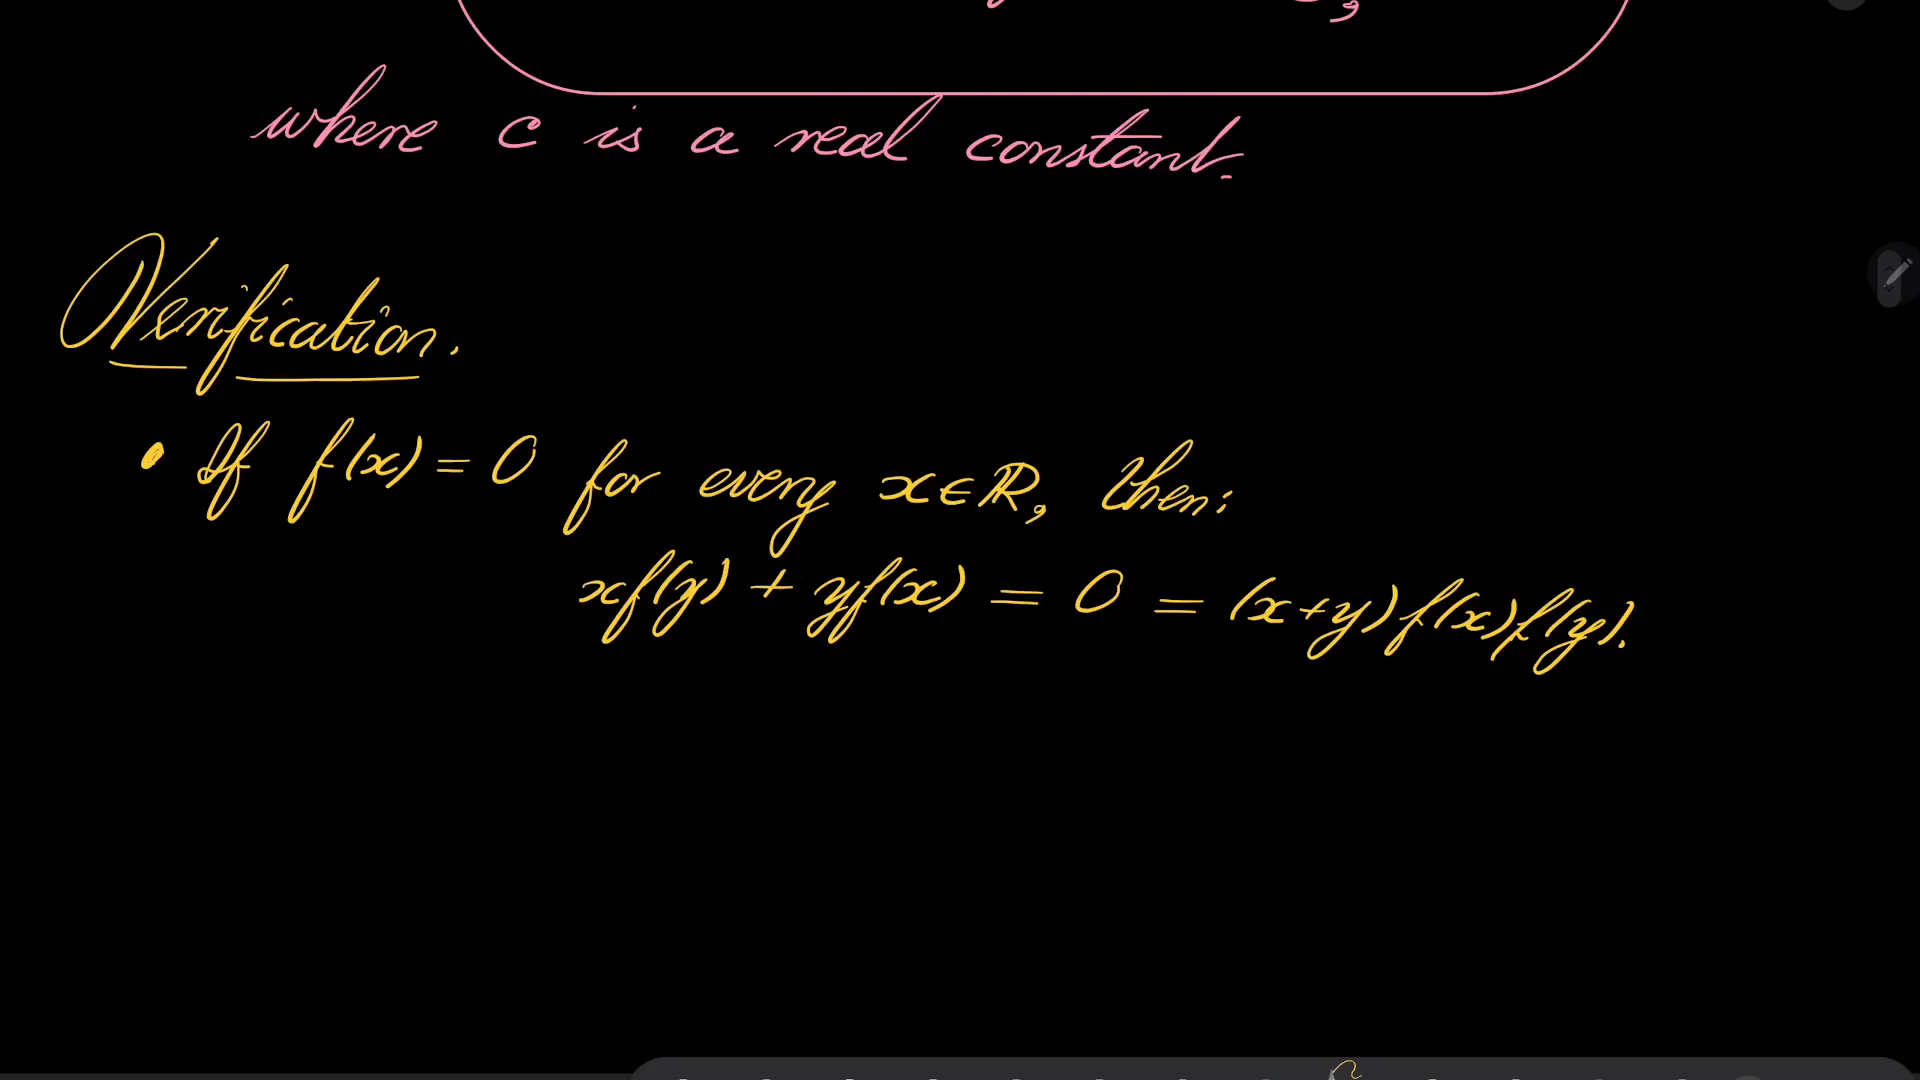 where c is a real constant.
Verification.
• If f(x) = 0 for every x∈ℝ, then:
xf(y) + yf(x) = 0 = (x+y)f(x)f(y).